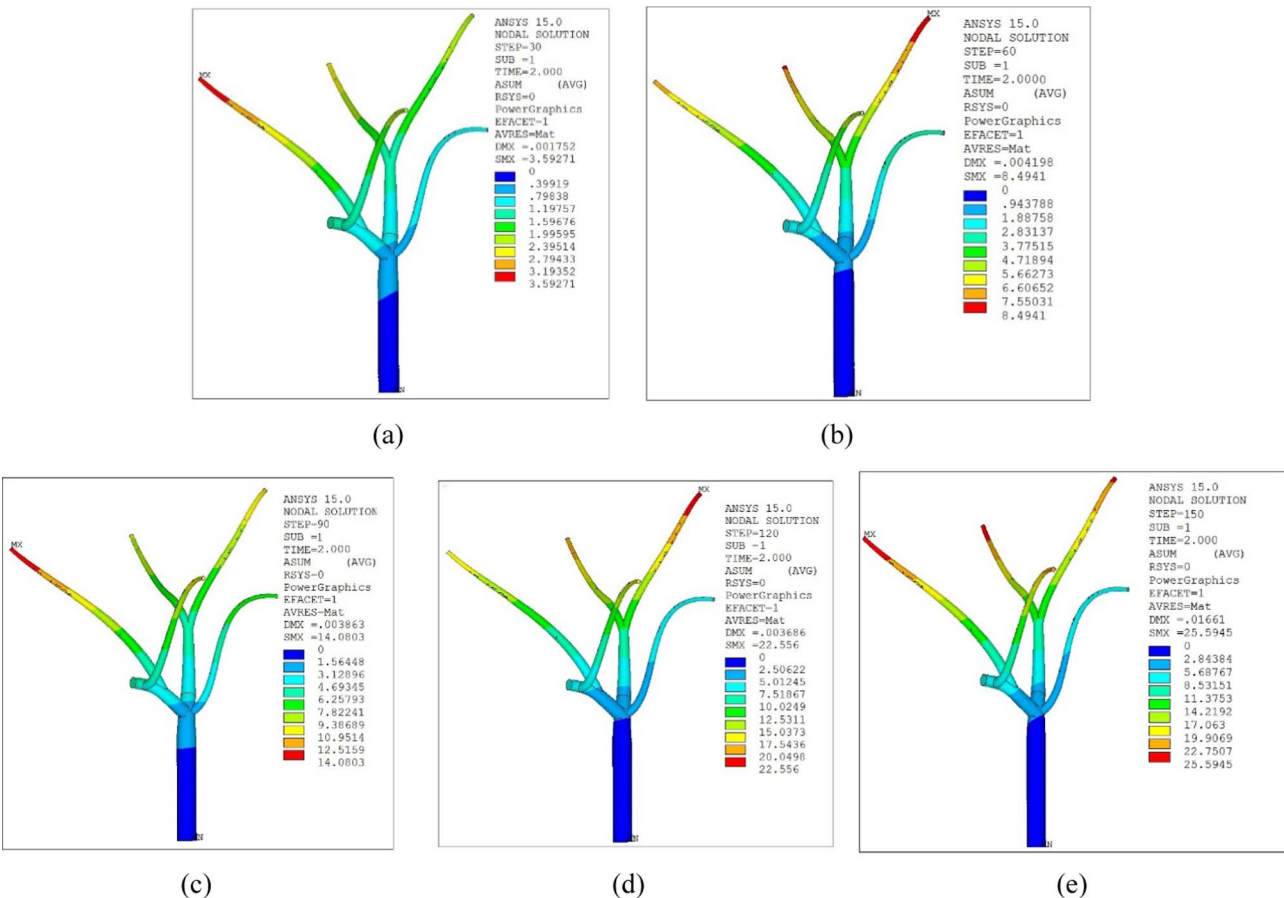 MX
ANSYS 15.0
NODAL SOLUTION
STEP=30
SUB =1
TIME=2.000
ASUM (AVG)
RSYS=0
PowerGraphics
EFACET=1
AVRES=Mat
DMX =.001752
SMX =3.59271
0
.39919
.79838
1.19757
1.59676
1.99595
2.39514
2.79433
3.19352
3.59271
(a)
MX
ANSYS 15.0
NODAL SOLUTION
STEP=60
SUB =1
TIME=2.0000
ASUM (AVG)
RSYS=0
PowerGraphics
EFACET=1
AVRES=Mat
DMX =.004198
SMX =8.4941
0
.943788
1.88758
2.83137
3.77515
4.71894
5.66273
6.60652
7.55031
8.4941
(b)
MX
ANSYS 15.0
NODAL SOLUTION
STEP=90
SUB =1
TIME=2.000
ASUM (AVG)
RSYS=0
PowerGraphics
EFACET=1
AVRES=Mat
DMX =.003863
SMX =14.0803
0
1.56448
3.12896
4.69345
6.25793
7.82241
9.38689
10.9514
12.5159
14.0803
(c)
MX
ANSYS 15.0
NODAL SOLUTION
STEP=120
SUB =1
TIME=2.000
ASUM (AVG)
RSYS=0
PowerGraphics
EFACET=1
AVRES=Mat
DMX =.003686
SMX =22.556
0
2.50622
5.01245
7.51867
10.0249
12.5311
15.0373
17.5436
20.0498
22.556
(d)
MX
ANSYS 15.0
NODAL SOLUTION
STEP=150
SUB =1
TIME=2.000
ASUM (AVG)
RSYS=0
PowerGraphics
EFACET=1
AVRES=Mat
DMX =.01661
SMX =25.5945
0
2.84384
5.68767
8.53151
11.3753
14.2192
17.063
19.9069
22.7507
25.5945
(e)